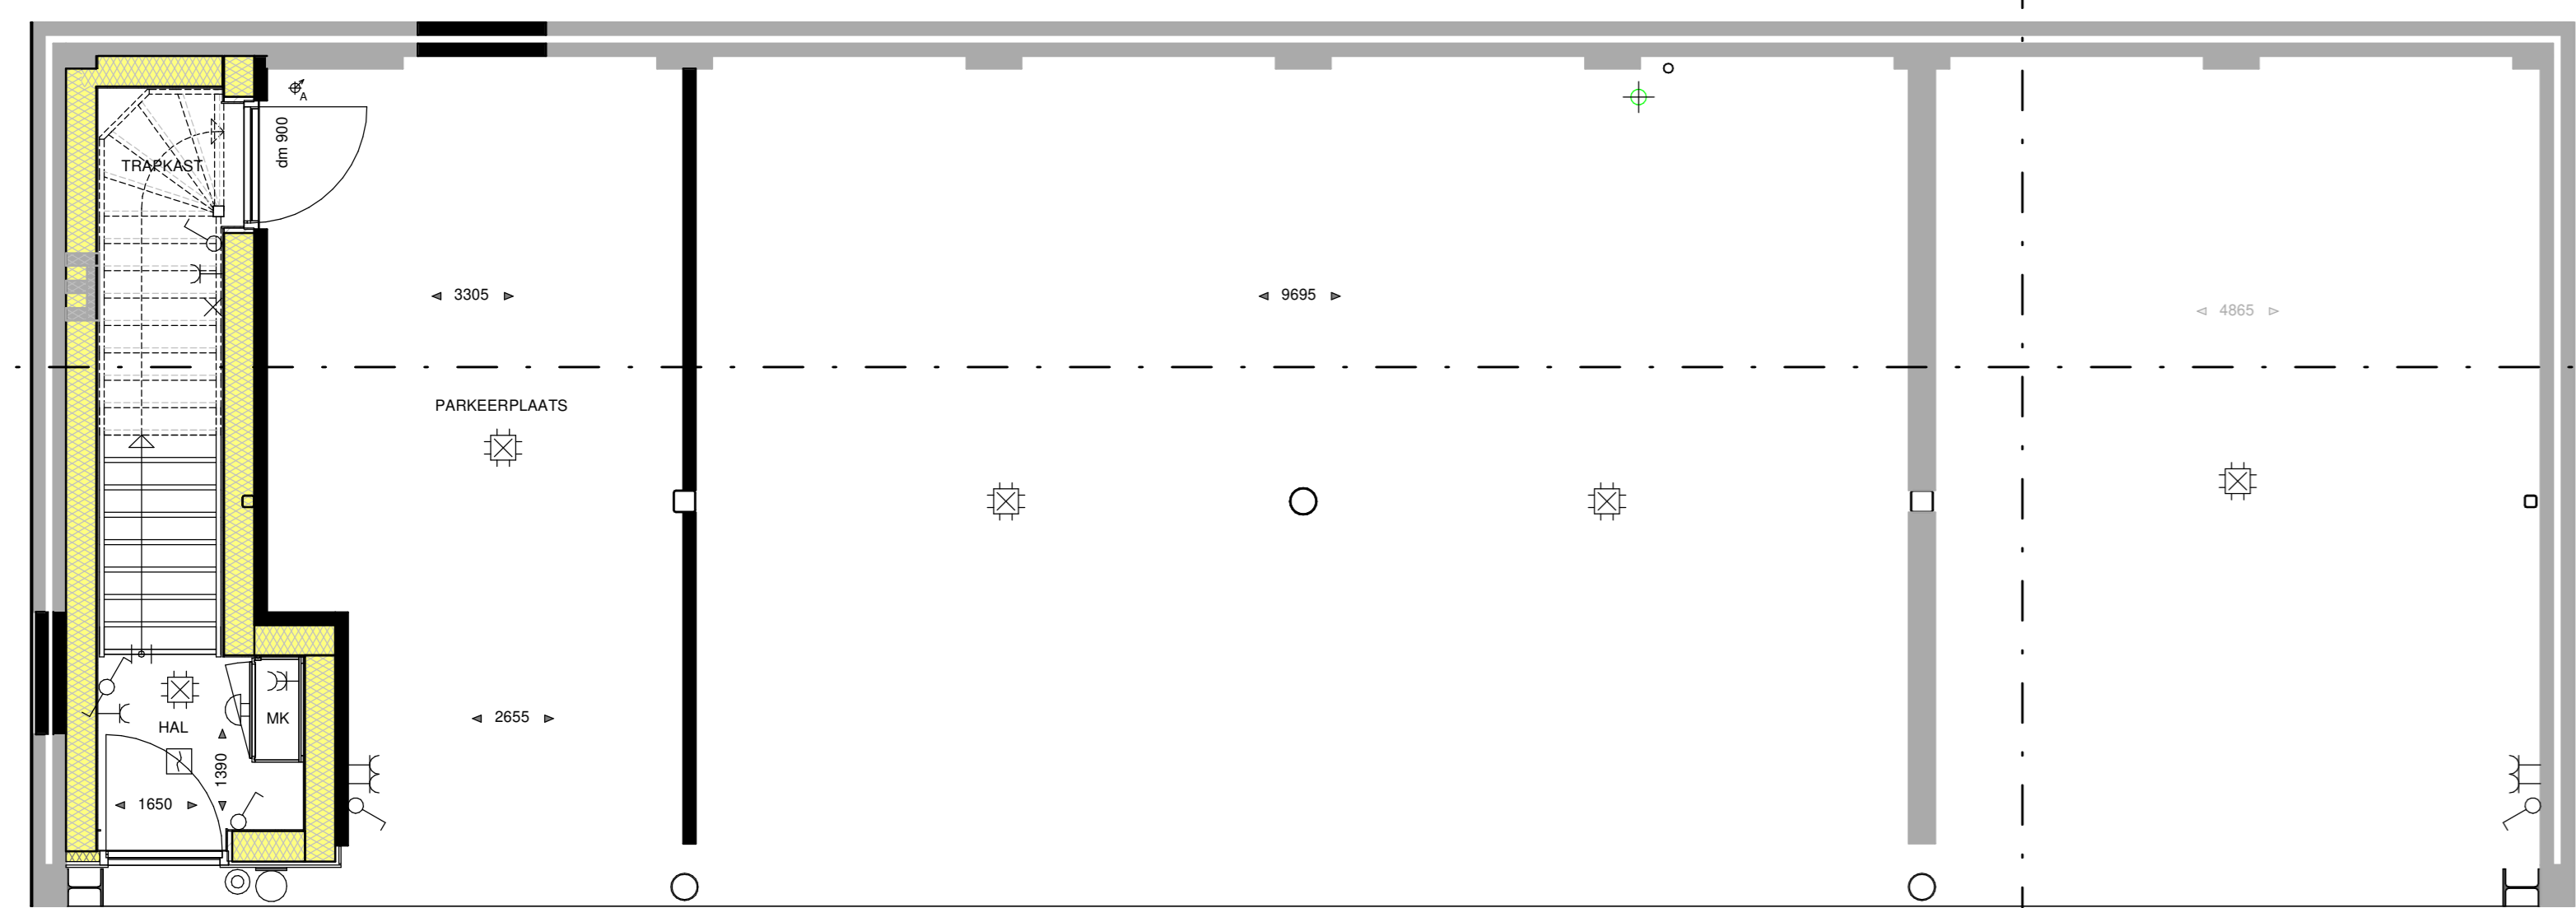 A
dm 900
TRAPKAST
3305
9695
4865
PARKEERPLAATS
2655
MK
HAL
1390
1650